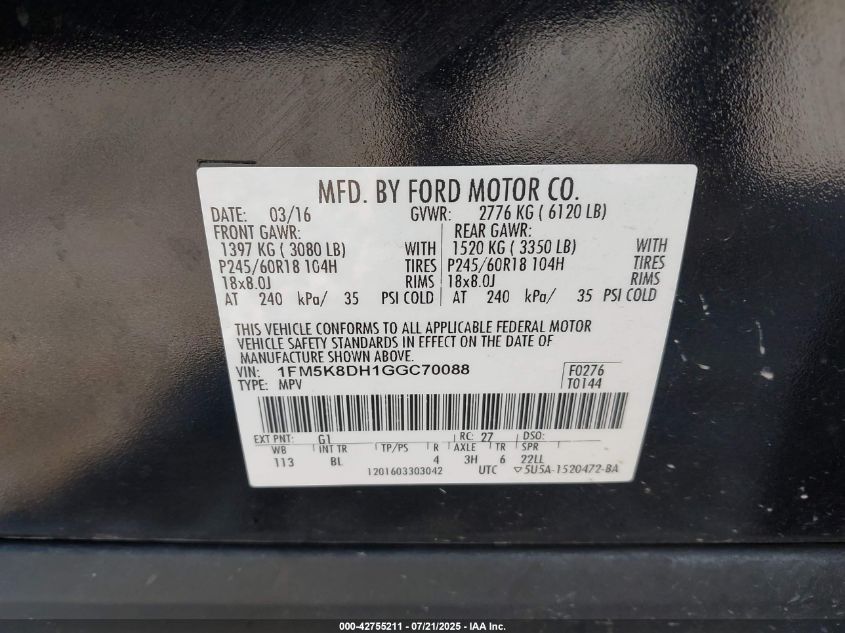 MFD. BY FORD MOTOR CO.
DATE: 03/16 GVWR: 2776 KG ( 6120 LB)
FRONT GAWR: REAR GAWR:
1397 KG ( 3080 LB) WITH 1520 KG ( 3350 LB) WITH
P245/60R18 104H TIRES P245/60R18 104H TIRES
18x8.0J RIMS 18x8.0J RIMS
AT 240 kPa/ 35 PSI COLD AT 240 kPa/ 35 PSI COLD
THIS VEHICLE CONFORMS TO ALL APPLICABLE FEDERAL MOTOR
VEHICLE SAFETY STANDARDS IN EFFECT ON THE DATE OF
MANUFACTURE SHOWN ABOVE.
VIN: 1FM5K8DH1GGC70088 F0276
TYPE: MPV T0144
EXT PNT: G1 RC: 27 DSO:
WB INT TR TP/PS R AXLE TR SPR
113 BL 4 3H 6 22LL
1201603303042 UTC ▽5U5A-1520472-BA
000-42755211 - 07/21/2025 - IAA Inc.